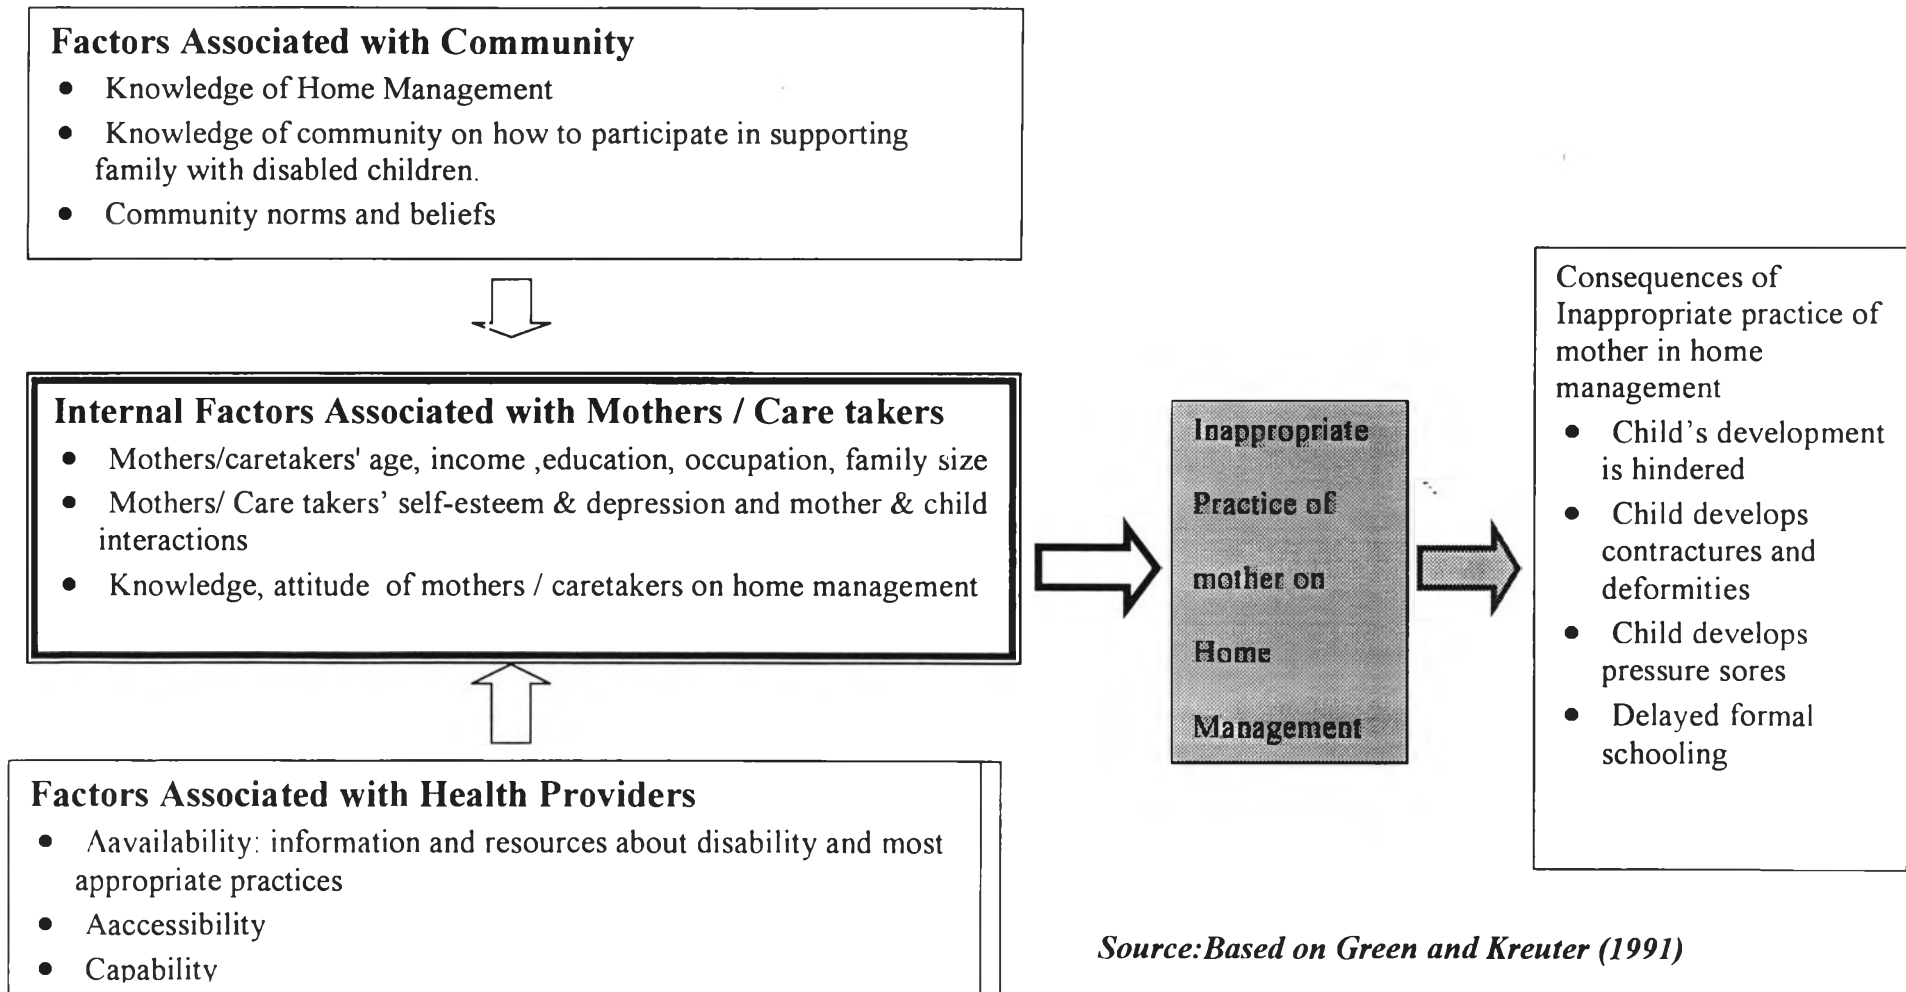 Factors Associated with Community
● Knowledge of Home Management
● Knowledge of community on how to participate in supporting
family with disabled children.
● Community norms and beliefs
Internal Factors Associated with Mothers / Care takers
● Mothers/caretakers' age, income ,education, occupation, family size
● Mothers/ Care takers’ self-esteem & depression and mother & child
interactions
● Knowledge, attitude of mothers / caretakers on home management
Factors Associated with Health Providers
● Aavailability: information and resources about disability and most
appropriate practices
● Aaccessibility
● Capability
Inappropriate
Practice of
mother on
Home
Management
Consequences of
Inappropriate practice of
mother in home
management
● Child’s development
is hindered
● Child develops
contractures and
deformities
● Child develops
pressure sores
● Delayed formal
schooling
Source:Based on Green and Kreuter (1991)